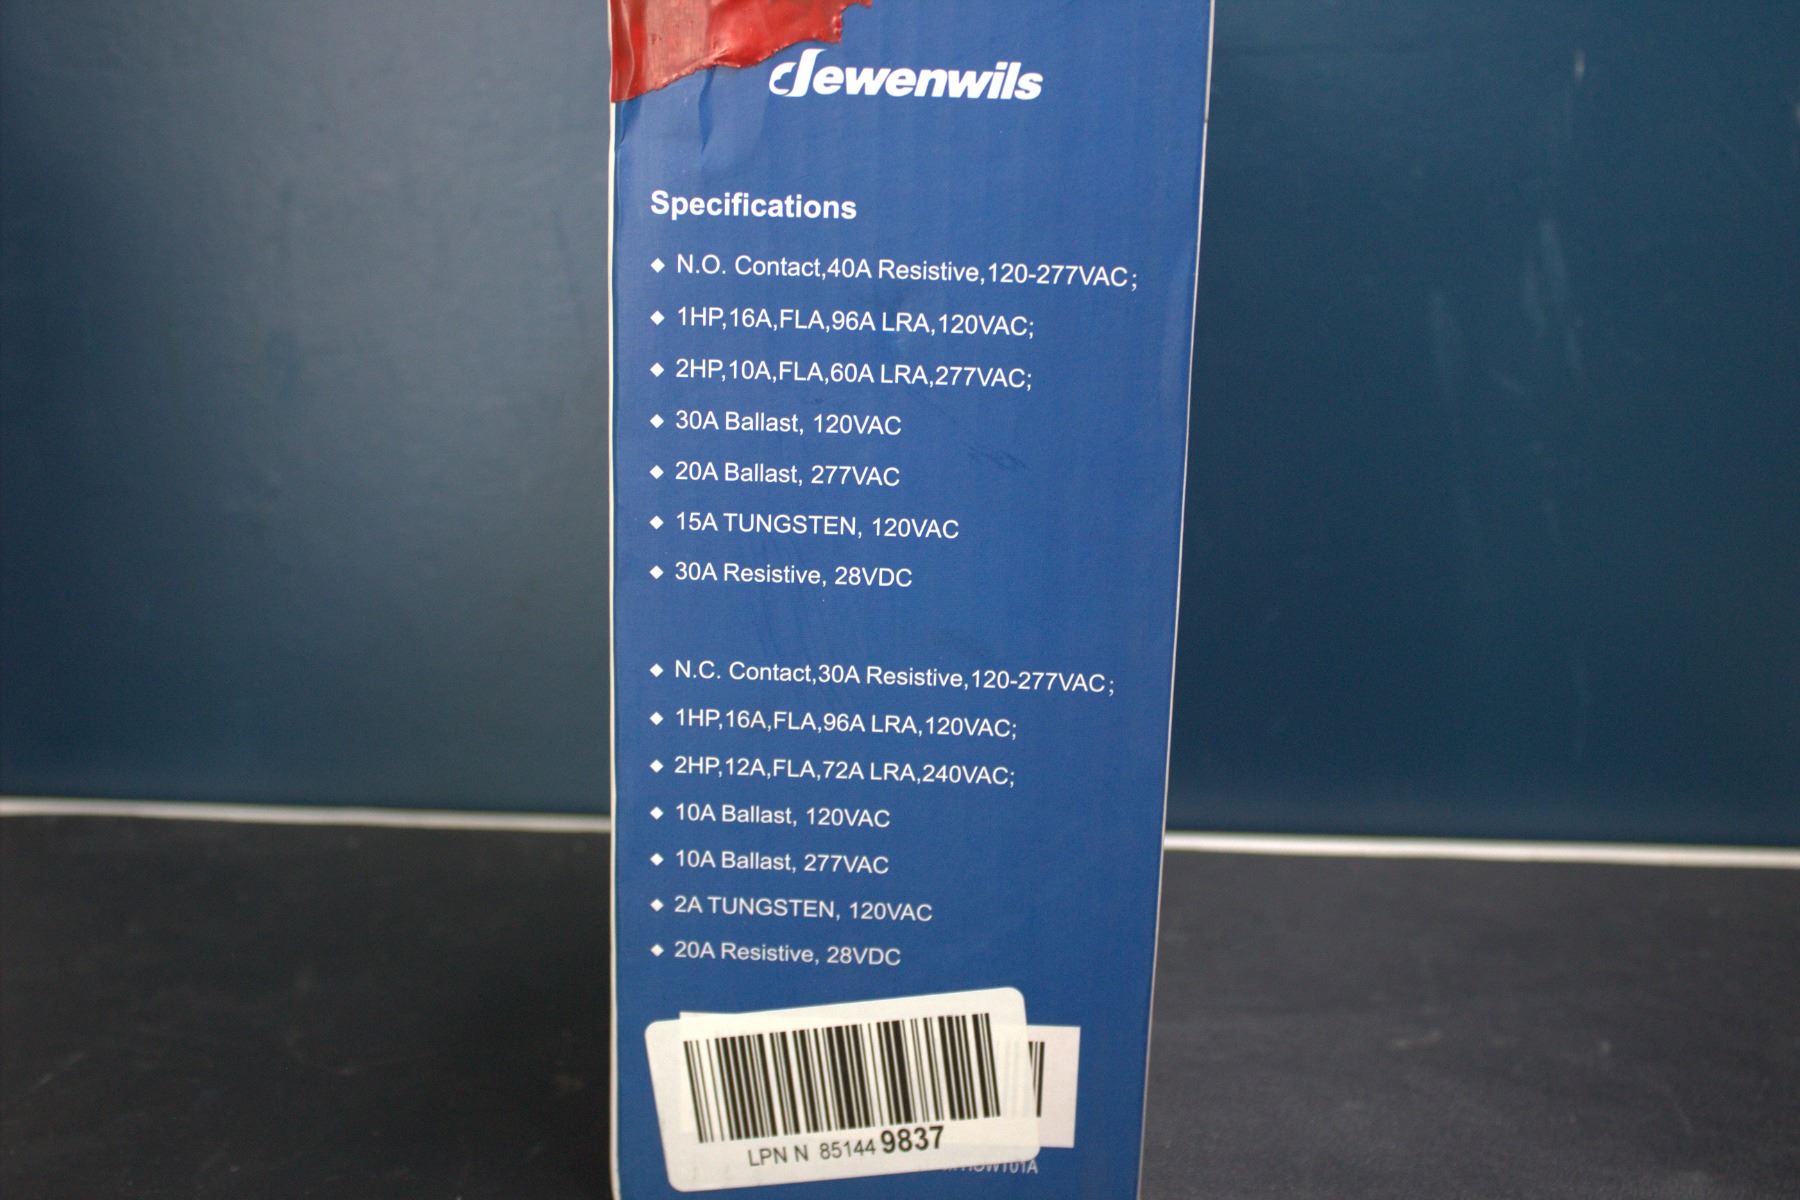 Dewenwils
Specifications
◆ N.O. Contact,40A Resistive,120-277VAC;
◆ 1HP,16A,FLA,96A LRA,120VAC;
◆ 2HP,10A,FLA,60A LRA,277VAC;
◆ 30A Ballast, 120VAC
◆ 20A Ballast, 277VAC
◆ 15A TUNGSTEN, 120VAC
◆ 30A Resistive, 28VDC
◆ N.C. Contact,30A Resistive,120-277VAC;
◆ 1HP,16A,FLA,96A LRA,120VAC;
◆ 2HP,12A,FLA,72A LRA,240VAC;
◆ 10A Ballast, 120VAC
◆ 10A Ballast, 277VAC
◆ 2A TUNGSTEN, 120VAC
◆ 20A Resistive, 28VDC
LPN N 851449837